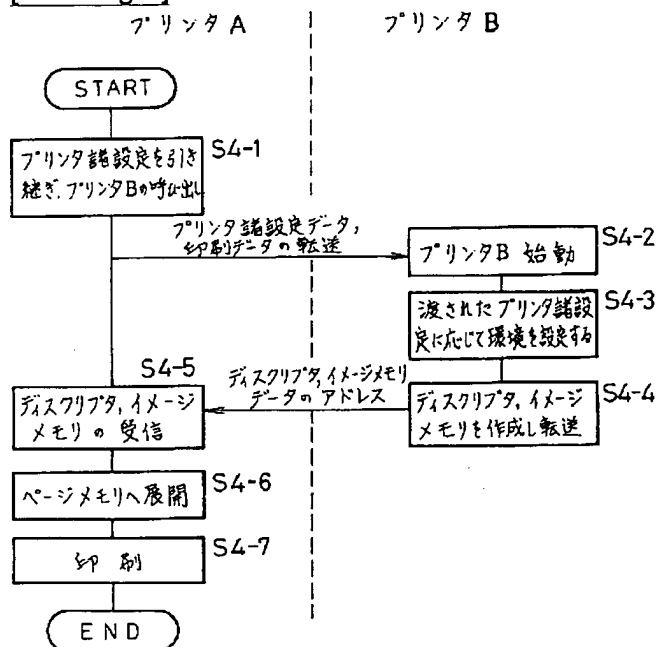 プリンタA
プリンタB
START
プリンタ諸設定を引き
継ぎ、プリンタBの呼び出し
S4-1
プリンタ諸設定データ,
印刷データの転送
プリンタB 始動
S4-2
渡されたプリンタ諸設
定に応じて環境を設定する
S4-3
S4-5
ディスクリプタ,イメージメモリ
データのアドレス
ディスクリプタ,イメージ
メモリの受信
ディスクリプタ,イメージ
メモリを作成し転送
S4-4
ページメモリへ展開
S4-6
印刷
S4-7
END